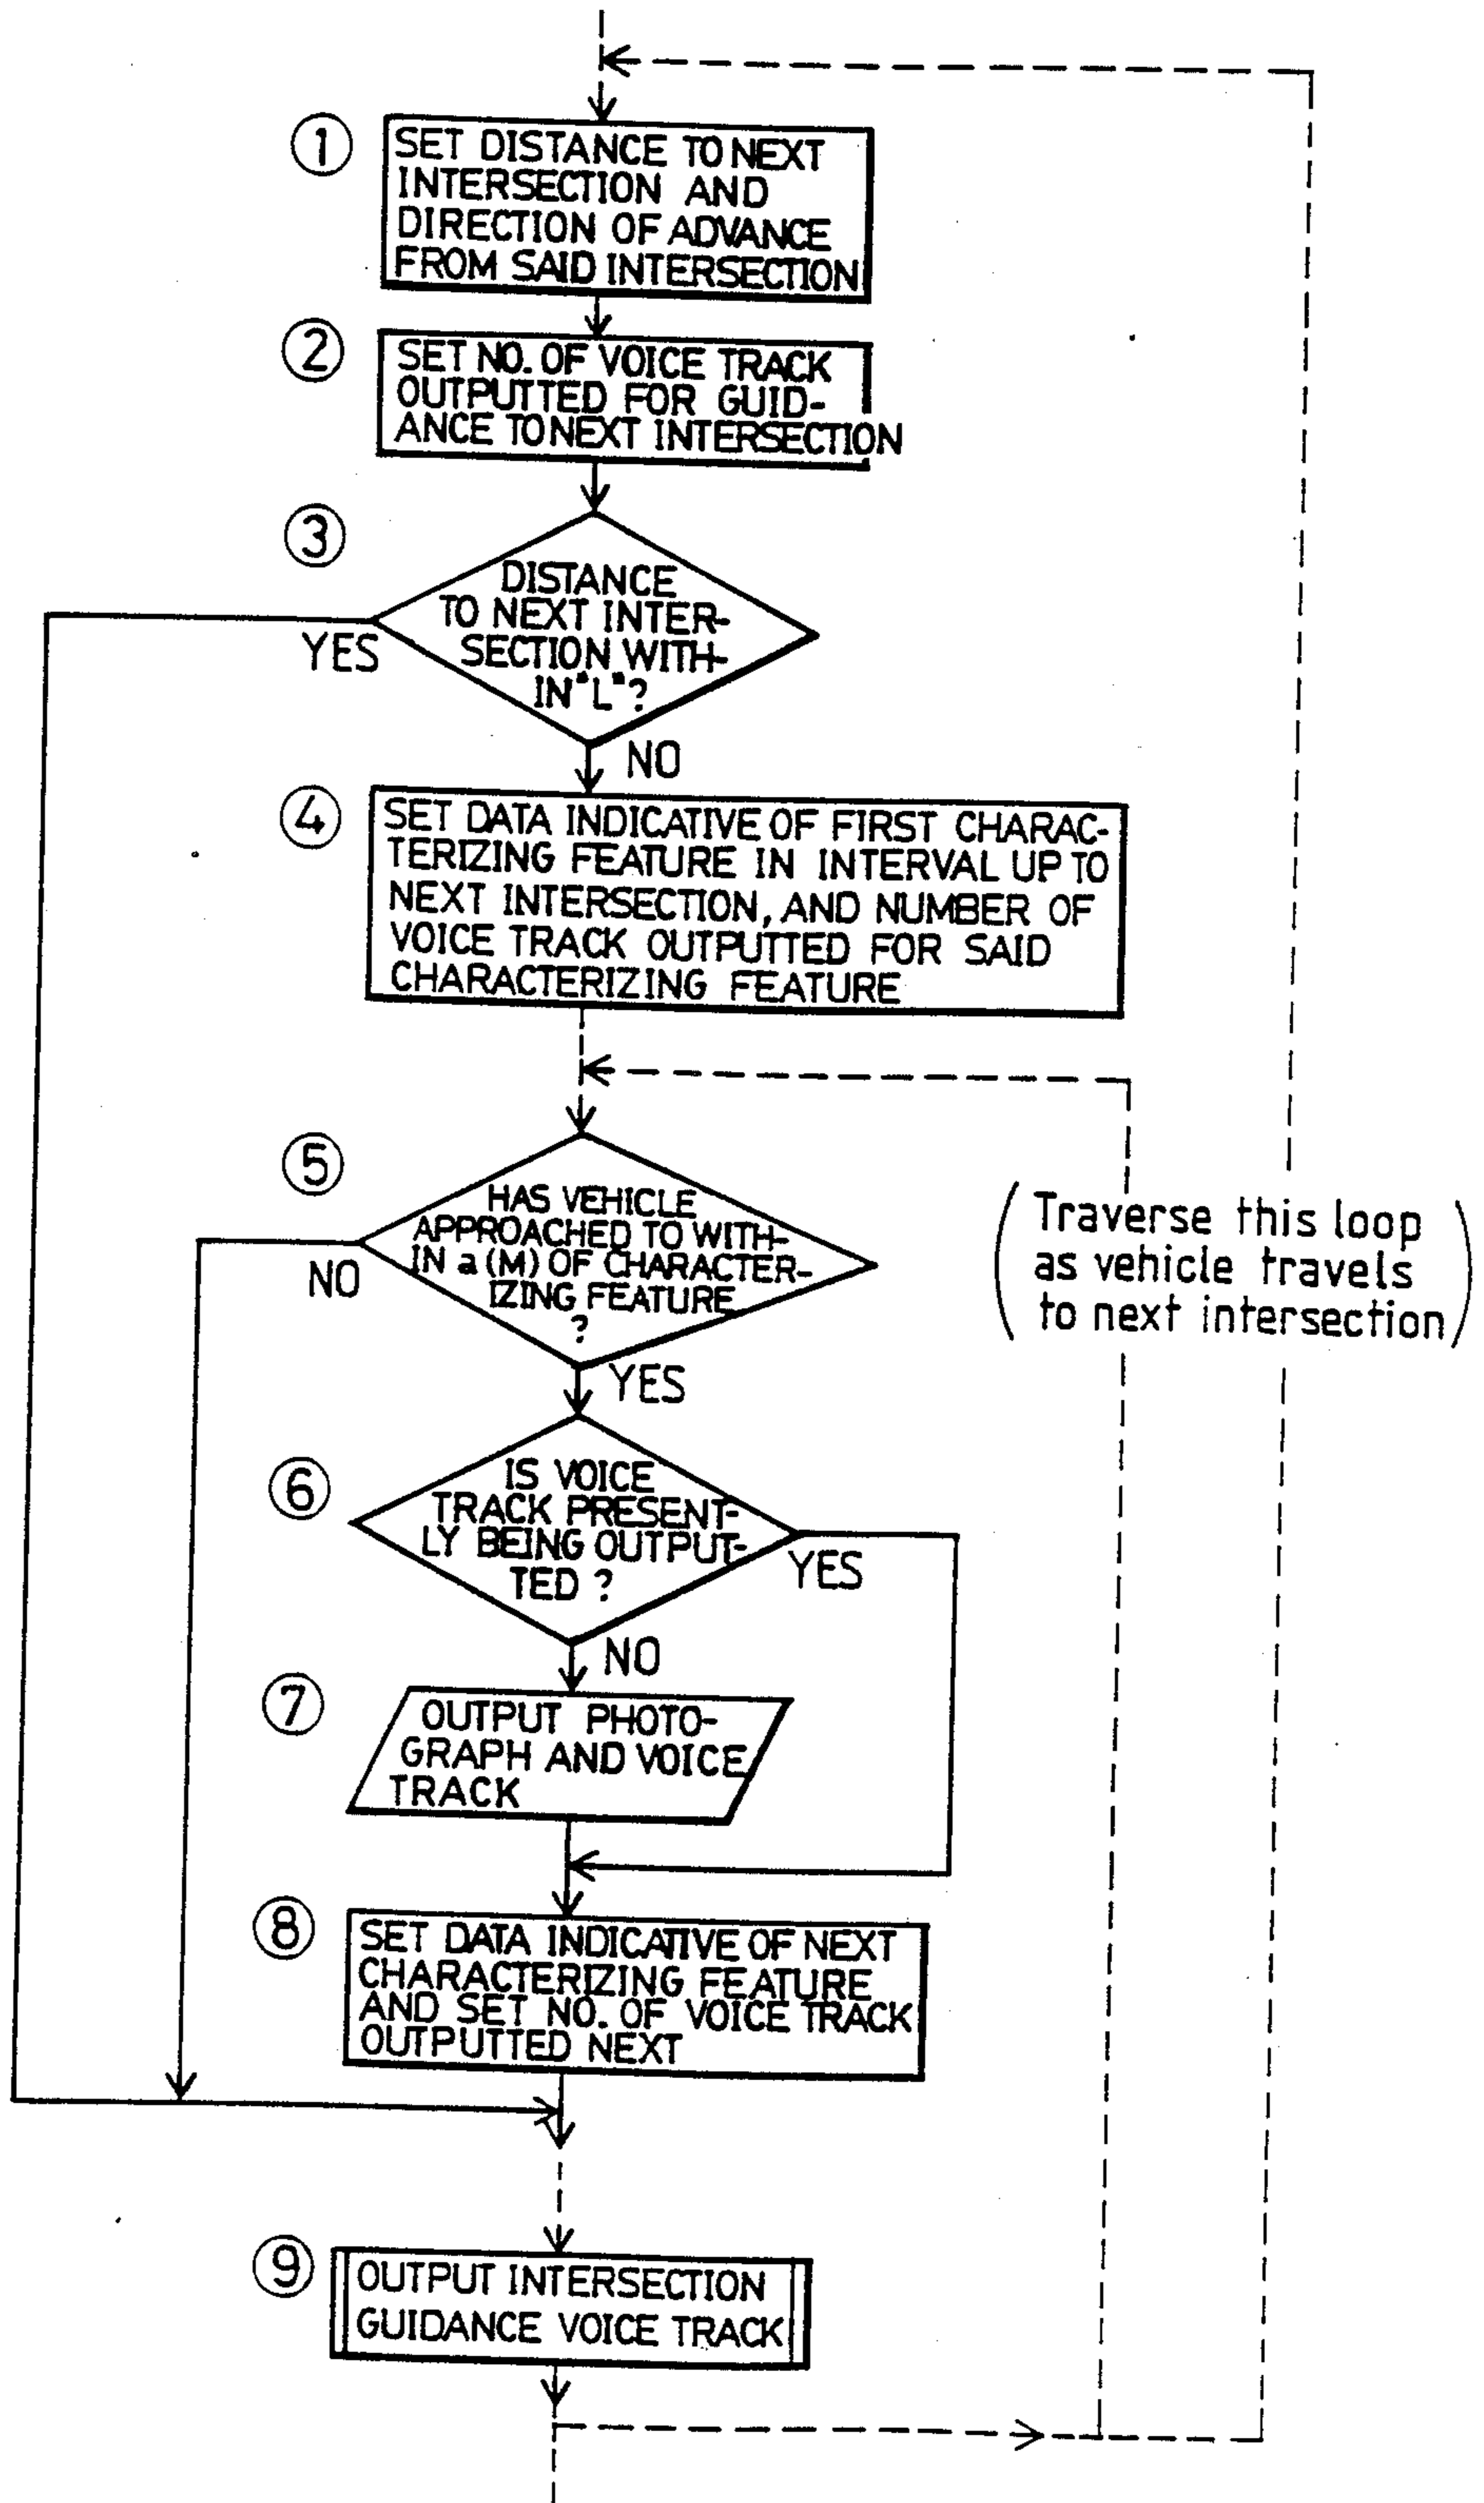 ①
SET DISTANCE TO NEXT
INTERSECTION AND
DIRECTION OF ADVANCE
FROM SAID INTERSECTION
②
SET NO. OF VOICE TRACK
OUTPUTTED FOR GUID-
ANCE TO NEXT INTERSECTION
③
DISTANCE
TO NEXT INTER-
SECTION WITH-
IN "L"?
YES
NO
④
SET DATA INDICATIVE OF FIRST CHARAC-
TERIZING FEATURE IN INTERVAL UP TO
NEXT INTERSECTION, AND NUMBER OF
VOICE TRACK OUTPUTTED FOR SAID
CHARACTERIZING FEATURE
⑤
HAS VEHICLE
APPROACHED TO WITH-
IN a (M) OF CHARACTER-
IZING FEATURE
?
NO
YES
(Traverse this loop
as vehicle travels
to next intersection)
⑥
IS VOICE
TRACK PRESENT-
LY BEING OUTPUT-
TED ?
YES
NO
⑦
OUTPUT PHOTO-
GRAPH AND VOICE
TRACK
⑧
SET DATA INDICATIVE OF NEXT
CHARACTERIZING FEATURE
AND SET NO. OF VOICE TRACK
OUTPUTTED NEXT
⑨
OUTPUT INTERSECTION
GUIDANCE VOICE TRACK